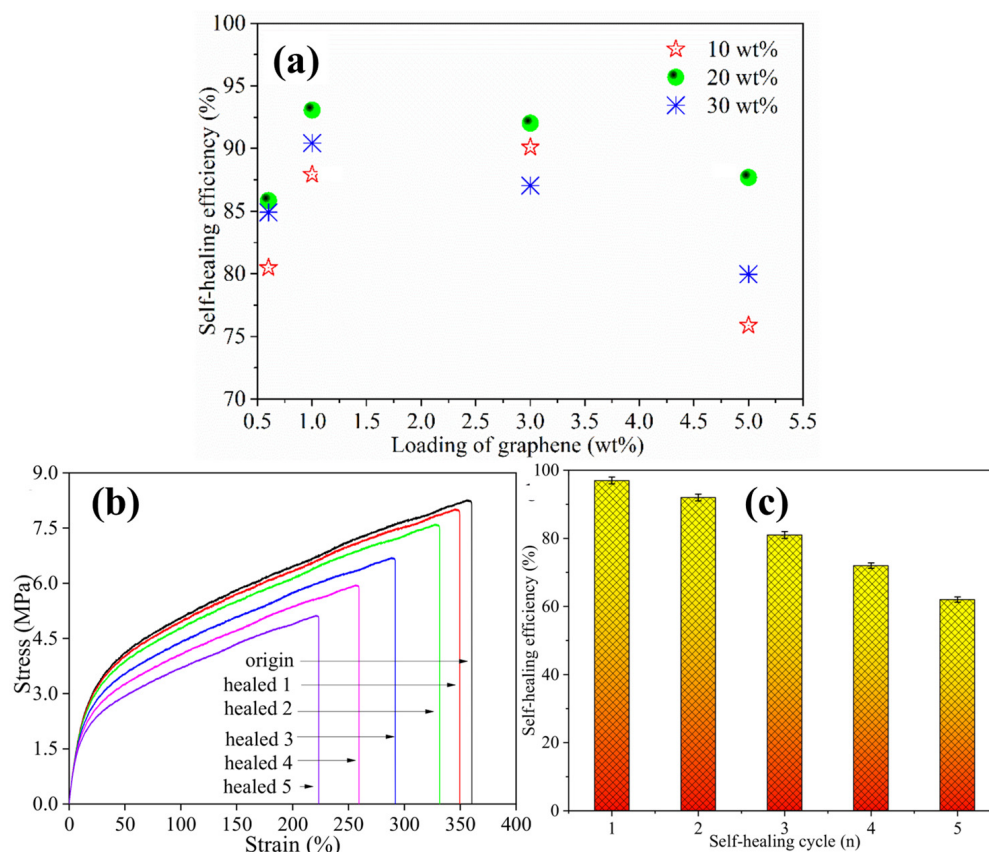 (a)
10 wt%
20 wt%
30 wt%
100
95
90
85
80
75
70
Self-healing efficiency (%)
0.5 1.0 1.5 2.0 2.5 3.0 3.5 4.0 4.5 5.0 5.5
Loading of graphene (wt%)
(b)
9.0
7.5
6.0
4.5
3.0
1.5
0.0
Stress (MPa)
origin
healed 1
healed 2
healed 3
healed 4
healed 5
0 50 100 150 200 250 300 350 400
Strain (%)
(c)
100
80
60
40
20
0
Self-healing efficiency (%)
1 2 3 4 5
Self-healing cycle (n)